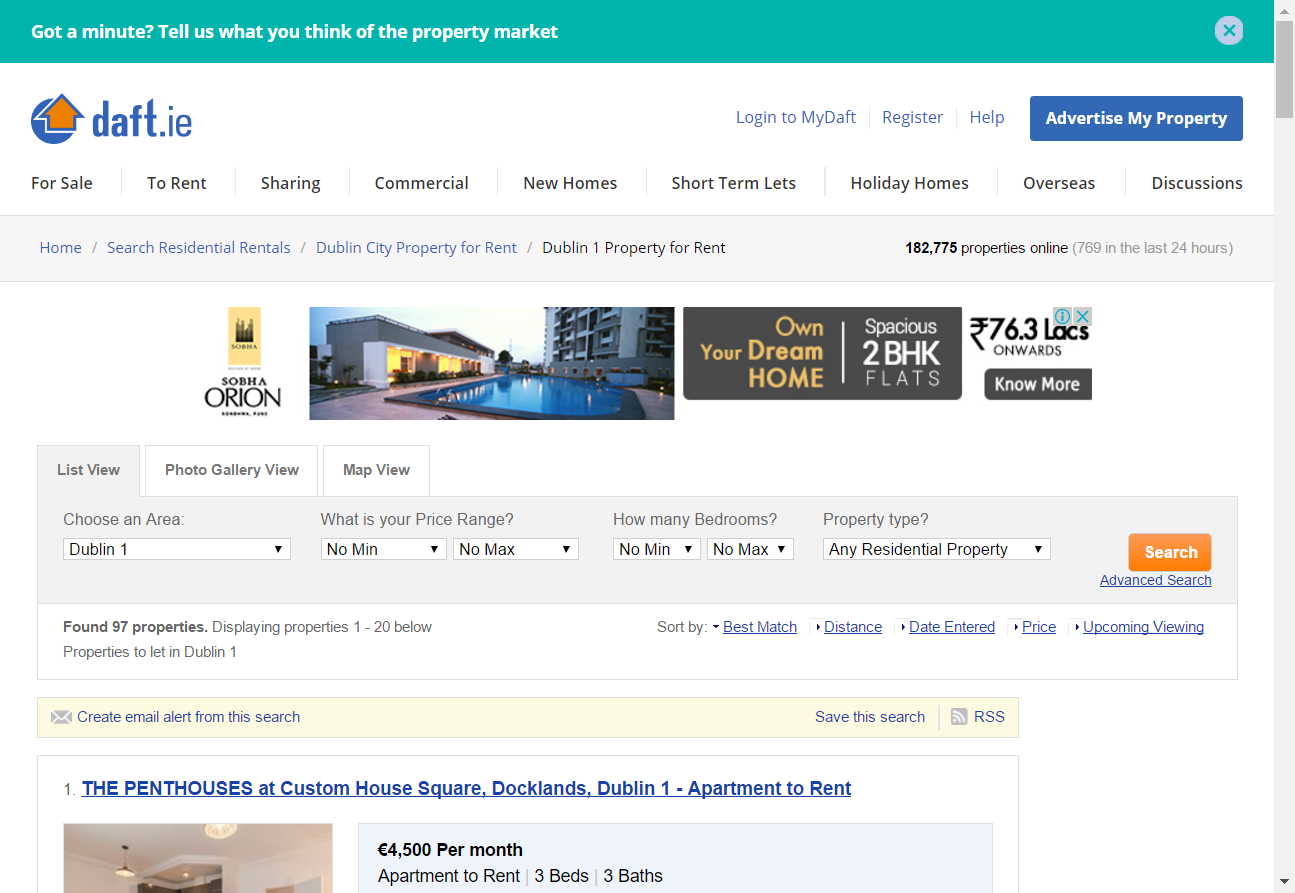 Got a minute? Tell us what you think of the property market
daft.ie
Login to MyDaft
Register
Help
Advertise My Property
For Sale
To Rent
Sharing
Commercial
New Homes
Short Term Lets
Holiday Homes
Overseas
Discussions
Home / Search Residential Rentals / Dublin City Property for Rent / Dublin 1 Property for Rent
182,775 properties online (769 in the last 24 hours)
SOBHA
SOBHA
ORION
KONDHWA, PUNE
Own
Your Dream
HOME
Spacious
2 BHK
FLATS
₹76.3 Lacs
ONWARDS
Know More
List View
Photo Gallery View
Map View
Choose an Area:
What is your Price Range?
How many Bedrooms?
Property type?
Dublin 1
No Min
No Max
No Min
No Max
Any Residential Property
Search
Advanced Search
Found 97 properties. Displaying properties 1 - 20 below
Sort by: Best Match
Distance
Date Entered
Price
Upcoming Viewing
Properties to let in Dublin 1
Create email alert from this search
Save this search
RSS
1. THE PENTHOUSES at Custom House Square, Docklands, Dublin 1 - Apartment to Rent
€4,500 Per month
Apartment to Rent | 3 Beds | 3 Baths